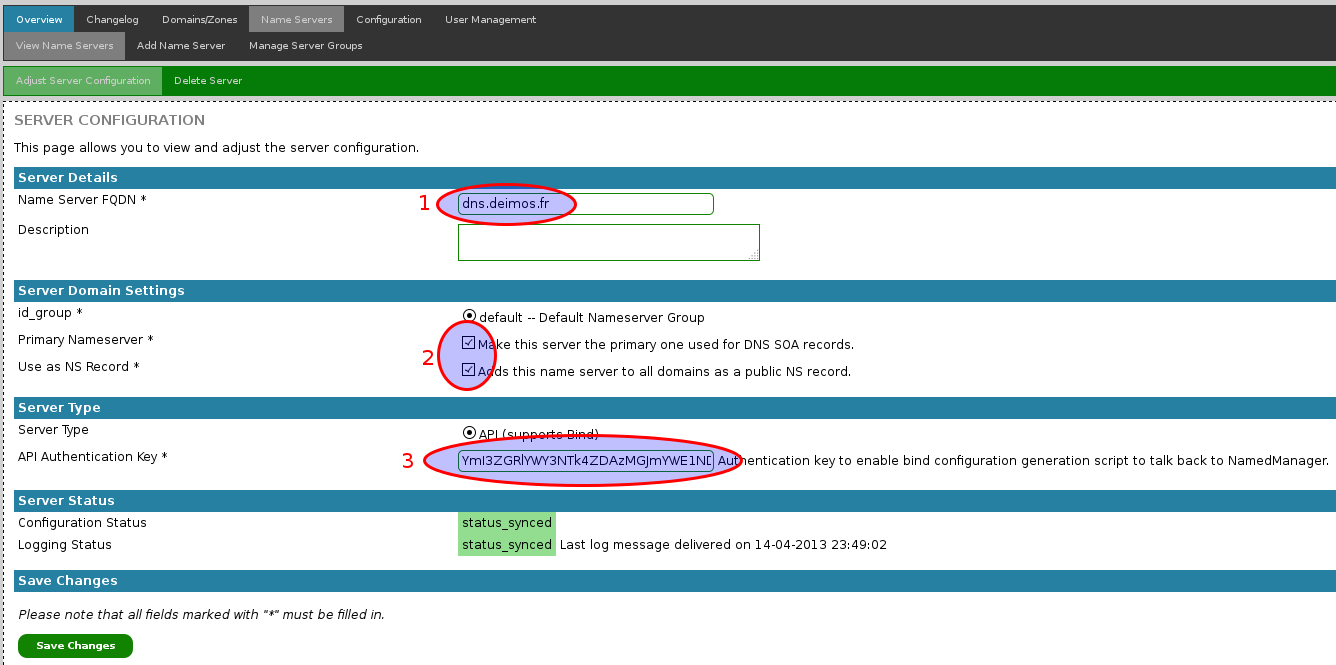 Overview Changelog Domains/Zones Name Servers Configuration User Management
View Name Servers Add Name Server Manage Server Groups
Adjust Server Configuration Delete Server
SERVER CONFIGURATION
This page allows you to view and adjust the server configuration.
Server Details
Name Server FQDN * 1 dns.deimos.fr
Description
Server Domain Settings
id_group * default -- Default Nameserver Group
Primary Nameserver * Make this server the primary one used for DNS SOA records.
2
Use as NS Record * Adds this name server to all domains as a public NS record.
Server Type
Server Type API (supports Bind)
API Authentication Key * 3 YmI3ZGRlYWY3NTk4ZDAzMGJmYWE1NI Authentication key to enable bind configuration generation script to talk back to NamedManager.
Server Status
Configuration Status status_synced
Logging Status status_synced Last log message delivered on 14-04-2013 23:49:02
Save Changes
Please note that all fields marked with "*" must be filled in.
Save Changes